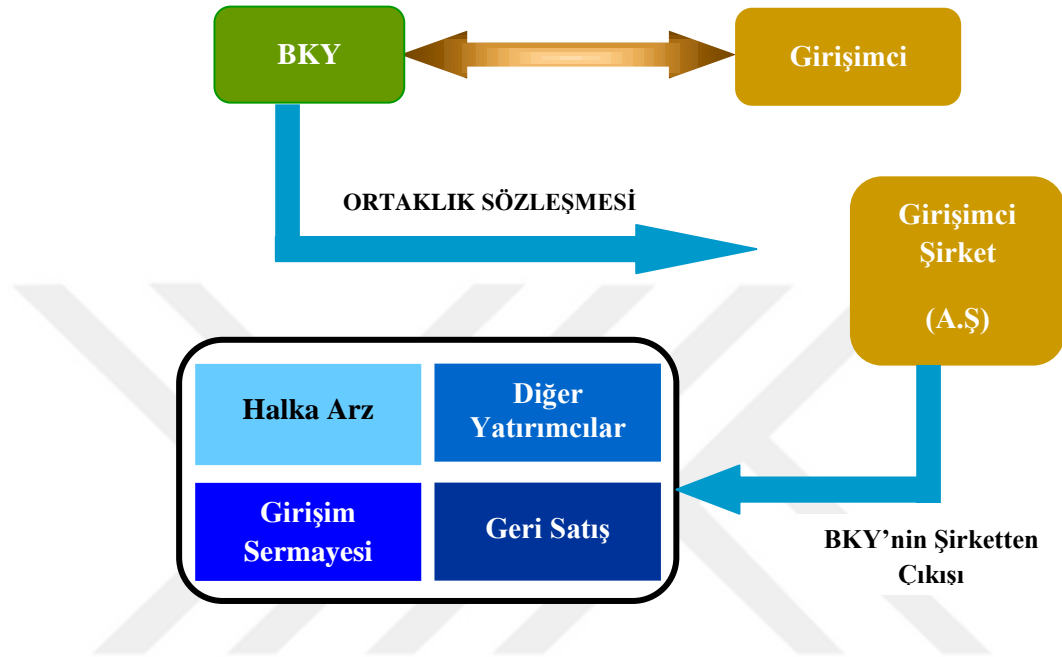 BKY
Girişimci
ORTAKLIK SÖZLEŞMESİ
Girişimci
Şirket
(A.Ş)
Halka Arz
Diğer
Yatırımcılar
Girişim
Sermayesi
Geri Satış
BKY’nin Şirketten
Çıkışı